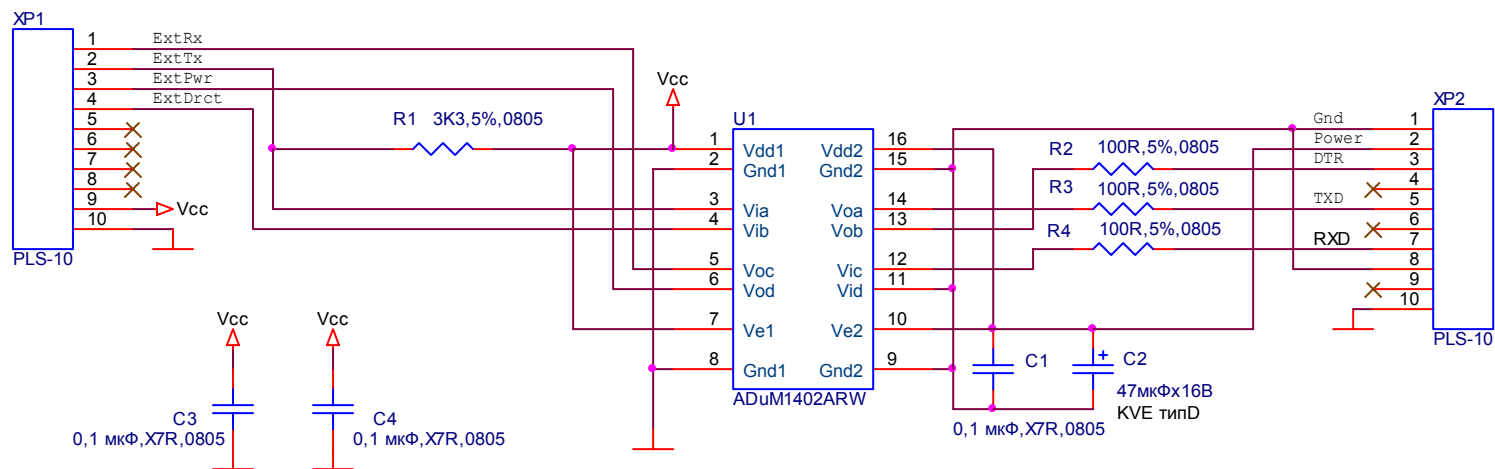 XP1
1 ExtRx
2 ExtTx
3 ExtPwr
4 ExtDrct
5
6
7
8
9 Vcc
10
PLS-10
R1 3K3,5%,0805
Vcc
U1
1 Vdd1 Vdd2 16
2 Gnd1 Gnd2 15
3 Via Voa 14
4 Vib Vob 13
5 Voc Vic 12
6 Vod Vid 11
7 Ve1 Ve2 10
8 Gnd1 Gnd2 9
ADuM1402ARW
R2 100R,5%,0805
R3 100R,5%,0805
R4 100R,5%,0805
XP2
Gnd 1
Power 2
DTR 3
4
TXD 5
6
RXD 7
8
9
10
PLS-10
C1
0,1 мкФ,X7R,0805
+ C2
47мкФx16В
KVE типD
Vcc
C3
0,1 мкФ,X7R,0805
Vcc
C4
0,1 мкФ,X7R,0805